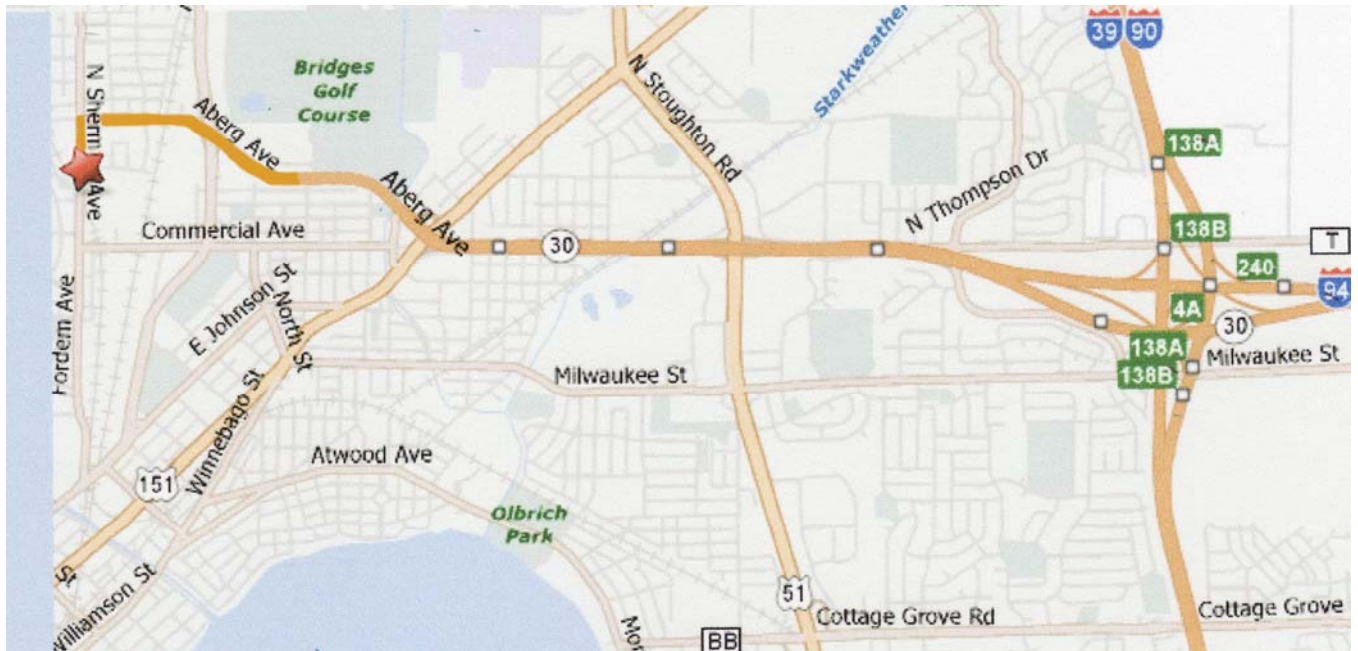 39
90
Starkweather
N Sherm
Bridges
Golf
Course
N Stoughton Rd
Aberg Ave
138A
Ave
Aberg Ave
N Thompson Dr
Commercial Ave
30
138B
T
240
94
E Johnson St
North St
4A
30
Fordem Ave
138A
Milwaukee St
Milwaukee St
138B
Winnebago St
Atwood Ave
151
Olbrich
Park
St
Williamson St
51
Cottage Grove Rd
Cottage Grove
BB